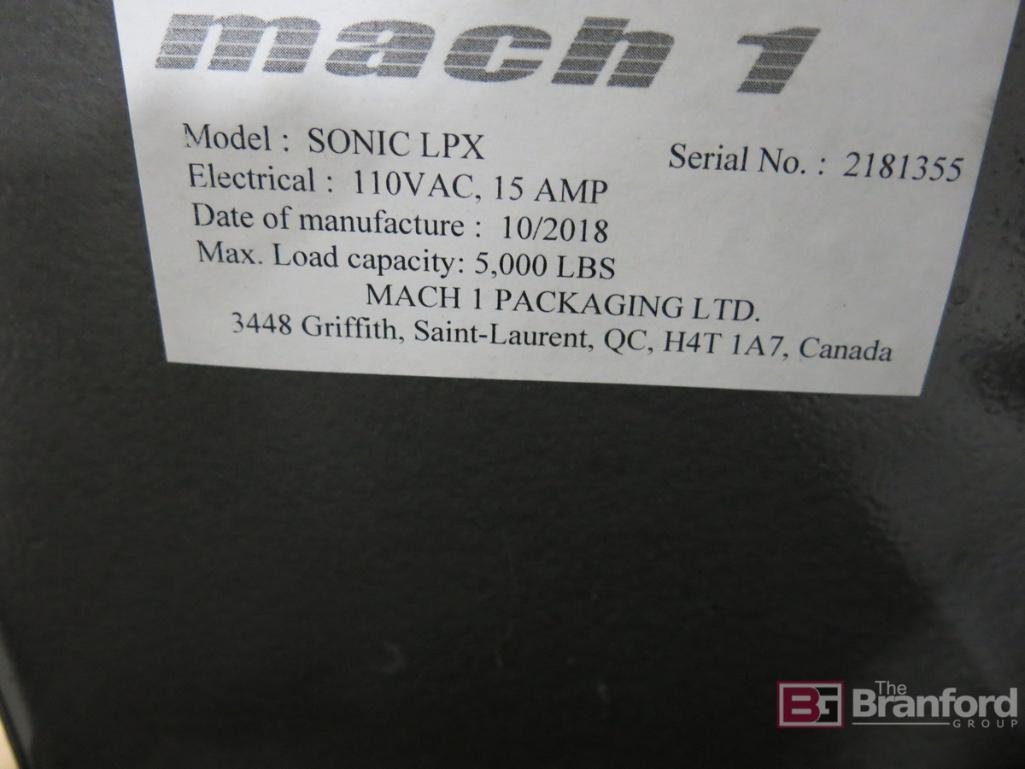 mach 1
Model : SONIC LPX
Serial No. : 2181355
Electrical : 110VAC, 15 AMP
Date of manufacture : 10/2018
Max. Load capacity: 5,000 LBS
MACH 1 PACKAGING LTD.
3448 Griffith, Saint-Laurent, QC, H4T 1A7, Canada
BG The Branford GROUP